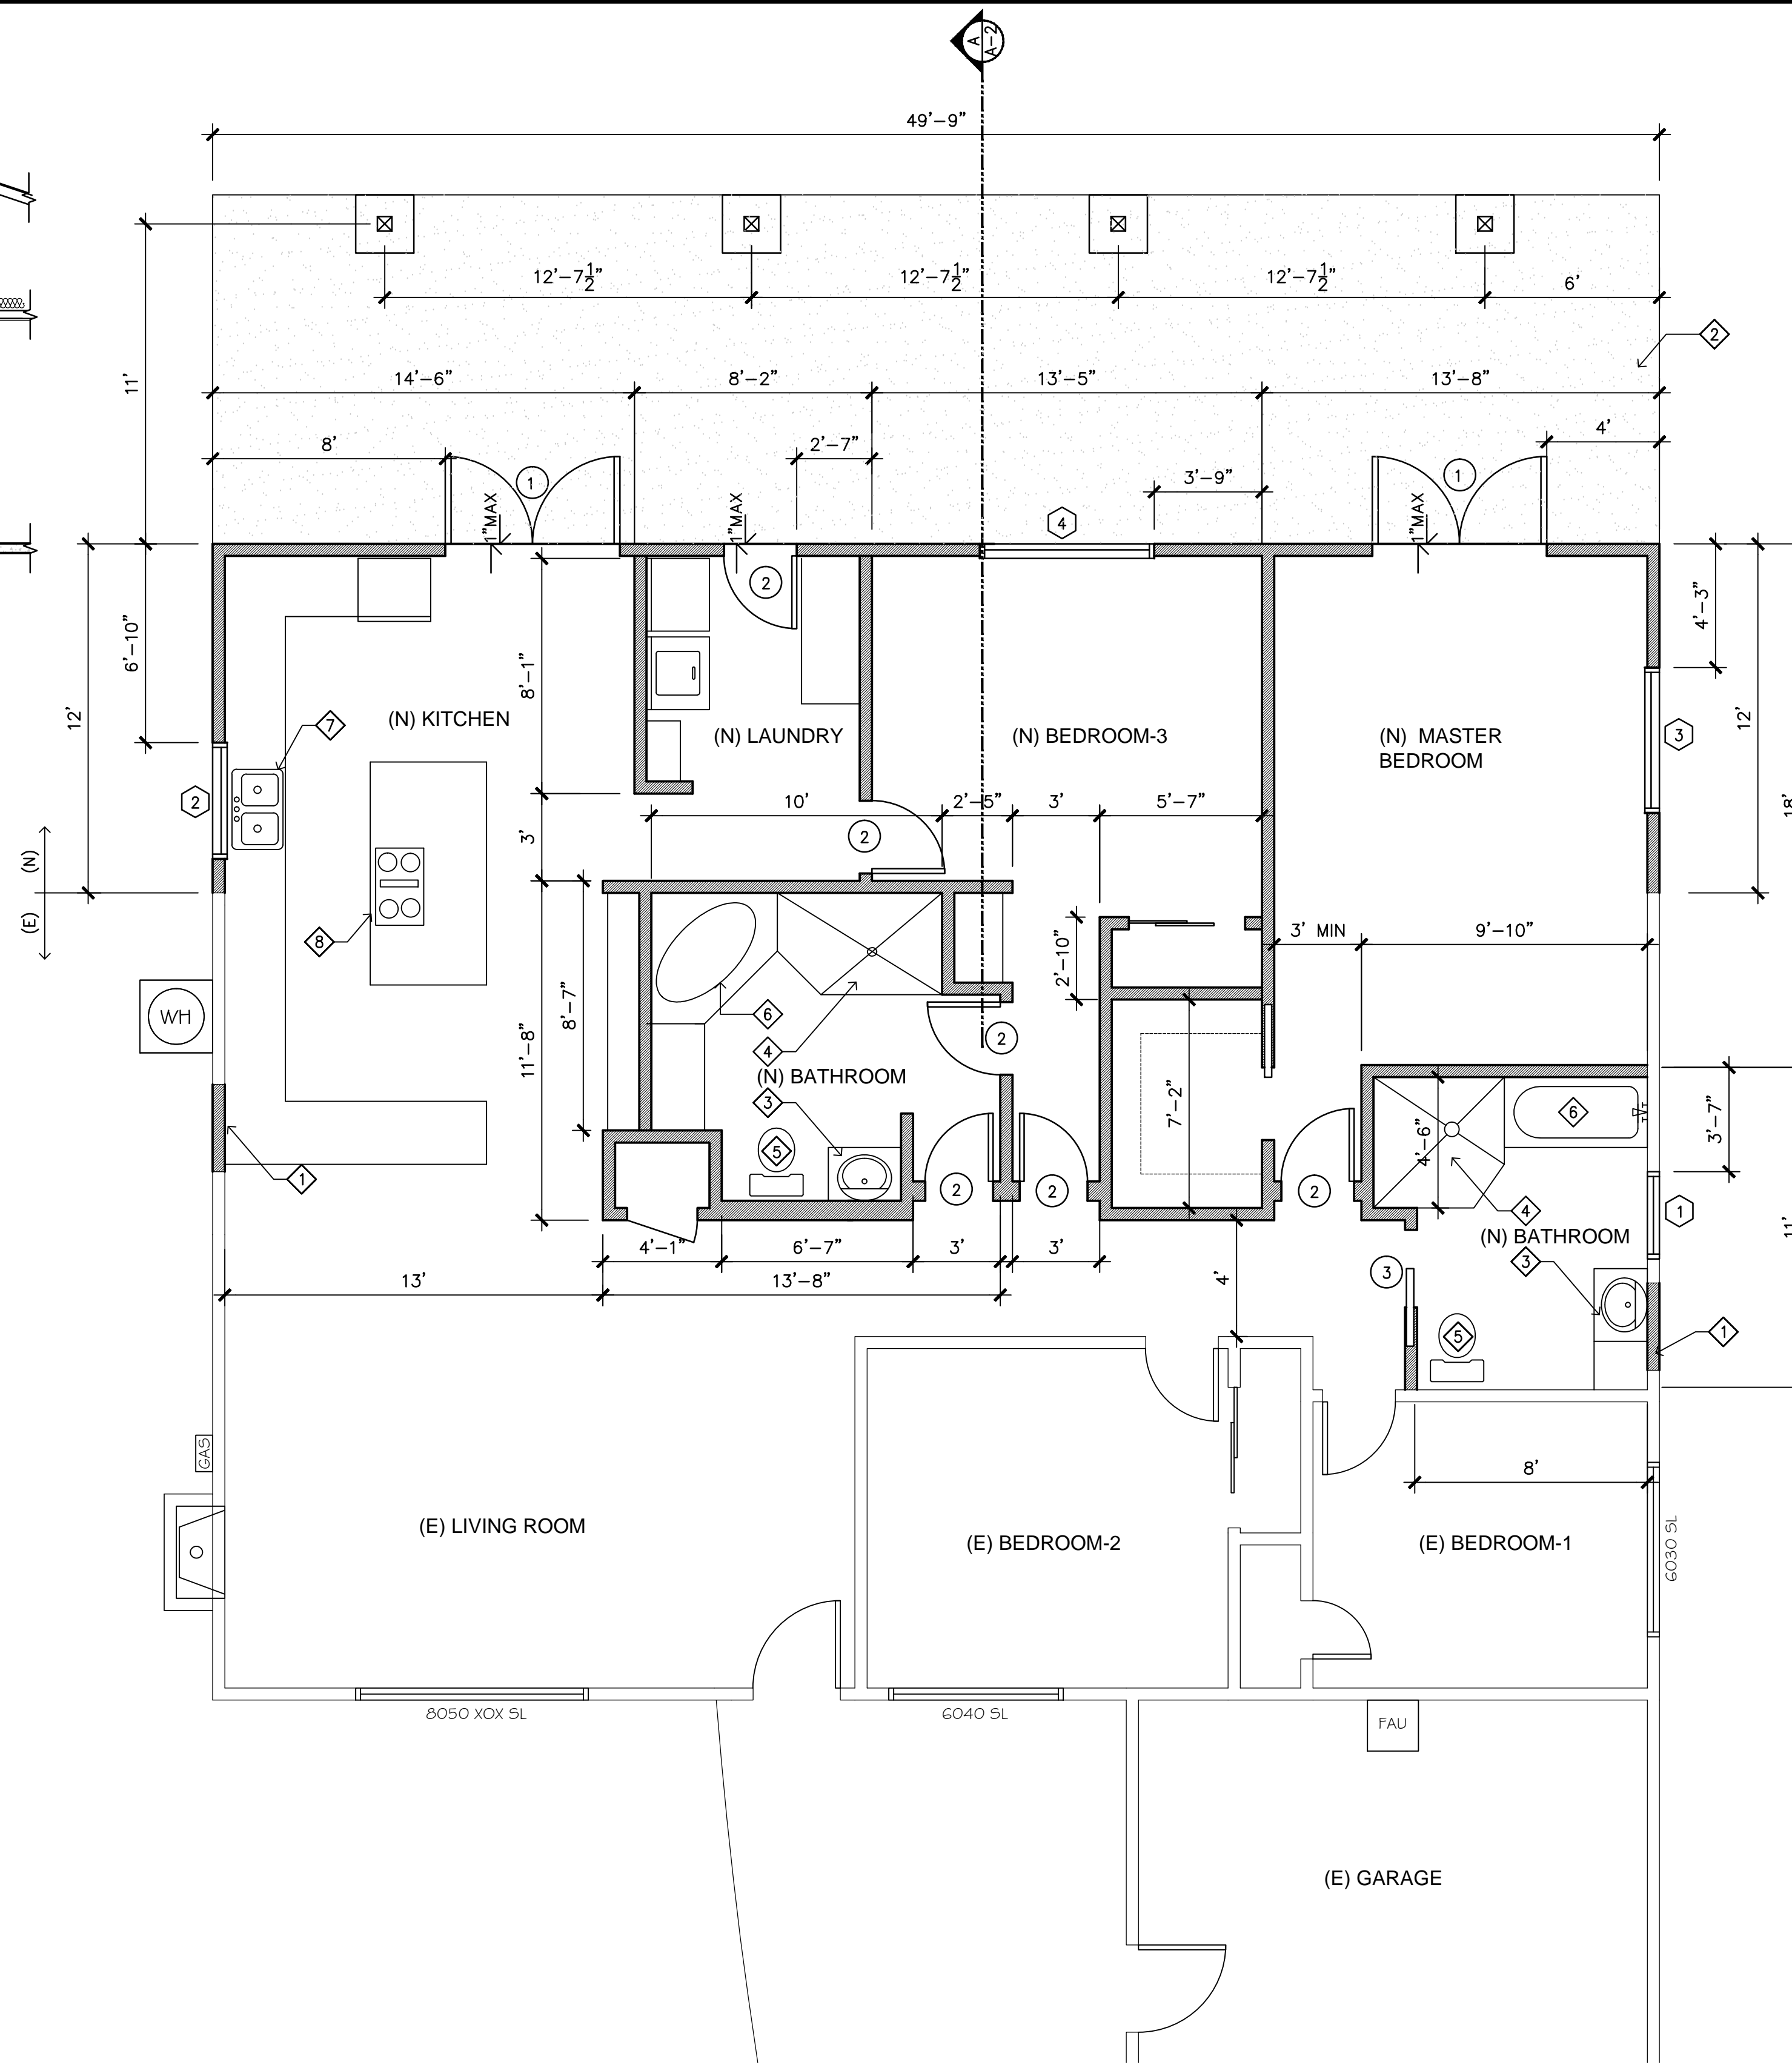 A
A-2
49'-9"
12'-7 1/2"
12'-7 1/2"
12'-7 1/2"
6'
2
11'
14'-6"
8'-2"
13'-5"
13'-8"
8'
2'-7"
4'
3'-9"
1
1
1"MAX
1"MAX
1"MAX
4
2
4'-3"
6'-10"
8'-1"
12'
12'
(N) KITCHEN
7
(N) LAUNDRY
(N) BEDROOM-3
(N) MASTER
BEDROOM
3
2
10'
2'-5"
3'
5'-7"
18'
3'
2
(N)
(E)
8
3' MIN
9'-10"
2'-10"
8'-7"
WH
6
2
11'-8"
4
(N) BATHROOM
3
7'-2"
6
4'-6"
3'-7"
5
1
2
2
2
4
1
11'
(N) BATHROOM
3
4'-1"
6'-7"
3'
3'
13'
13'-8"
4'
3
5
1
GAS
8'
(E) LIVING ROOM
(E) BEDROOM-2
(E) BEDROOM-1
6030 SL
8050 XOX SL
6040 SL
FAU
(E) GARAGE